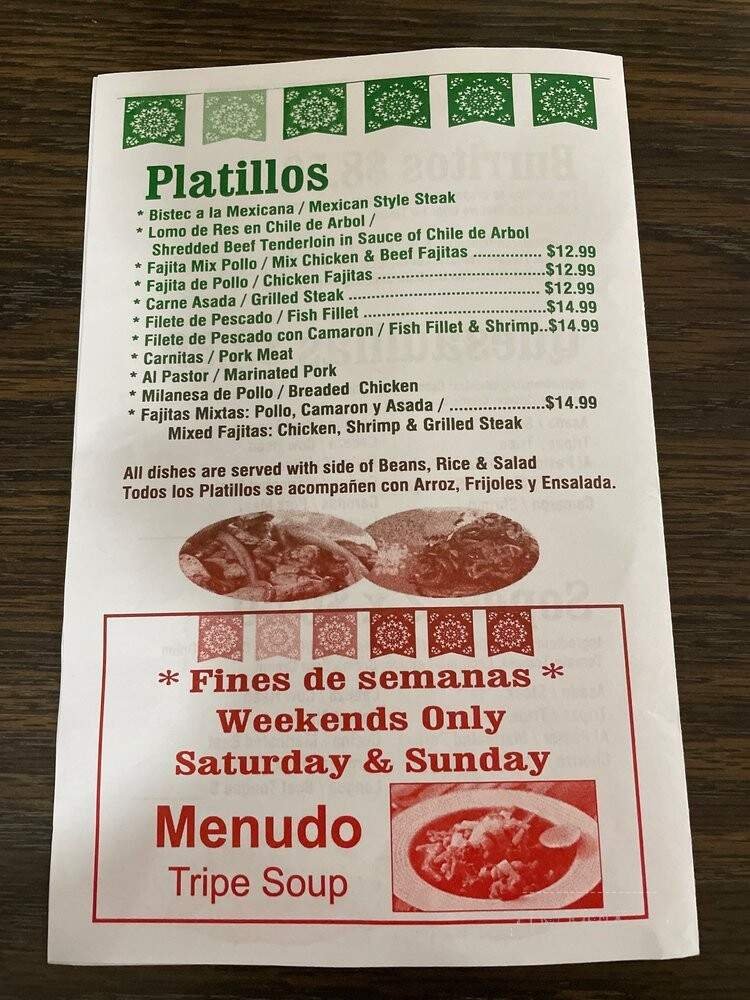 Platillos
* Bistec a la Mexicana / Mexican Style Steak
* Lomo de Res en Chile de Arbol /
Shredded Beef Tenderloin in Sauce of Chile de Arbol
* Fajita Mix Pollo / Mix Chicken & Beef Fajitas ............... $12.99
* Fajita de Pollo / Chicken Fajitas .....................................$12.99
* Carne Asada / Grilled Steak ........................................... $12.99
* Filete de Pescado / Fish Fillet ........................................$14.99
* Filete de Pescado con Camaron / Fish Fillet & Shrimp..$14.99
* Carnitas / Pork Meat
* Al Pastor / Marinated Pork
* Milanesa de Pollo / Breaded Chicken
* Fajitas Mixtas: Pollo, Camaron y Asada / .....................$14.99
Mixed Fajitas: Chicken, Shrimp & Grilled Steak
All dishes are served with side of Beans, Rice & Salad
Todos los Platillos se acompañen con Arroz, Frijoles y Ensalada.
* Fines de semanas *
Weekends Only
Saturday & Sunday
Menudo
Tripe Soup